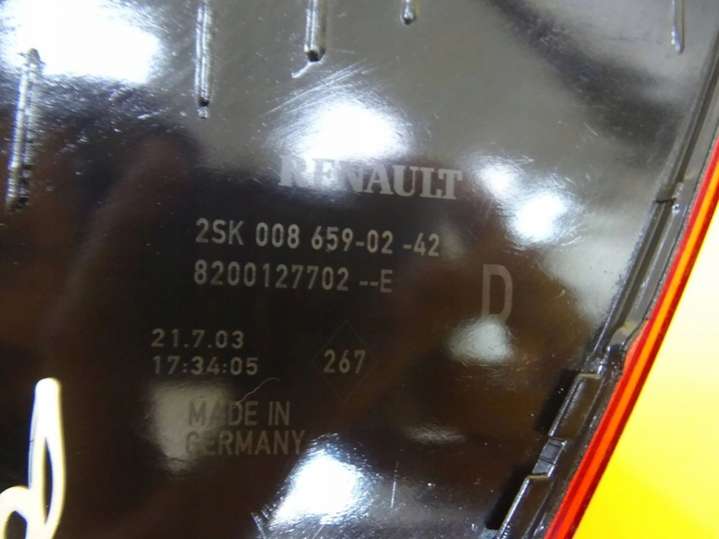 RENAULT
2SK 008 659-02 -42
8200127702 --E
D
21.7.03
17:34:05
267
MADE IN
GERMANY